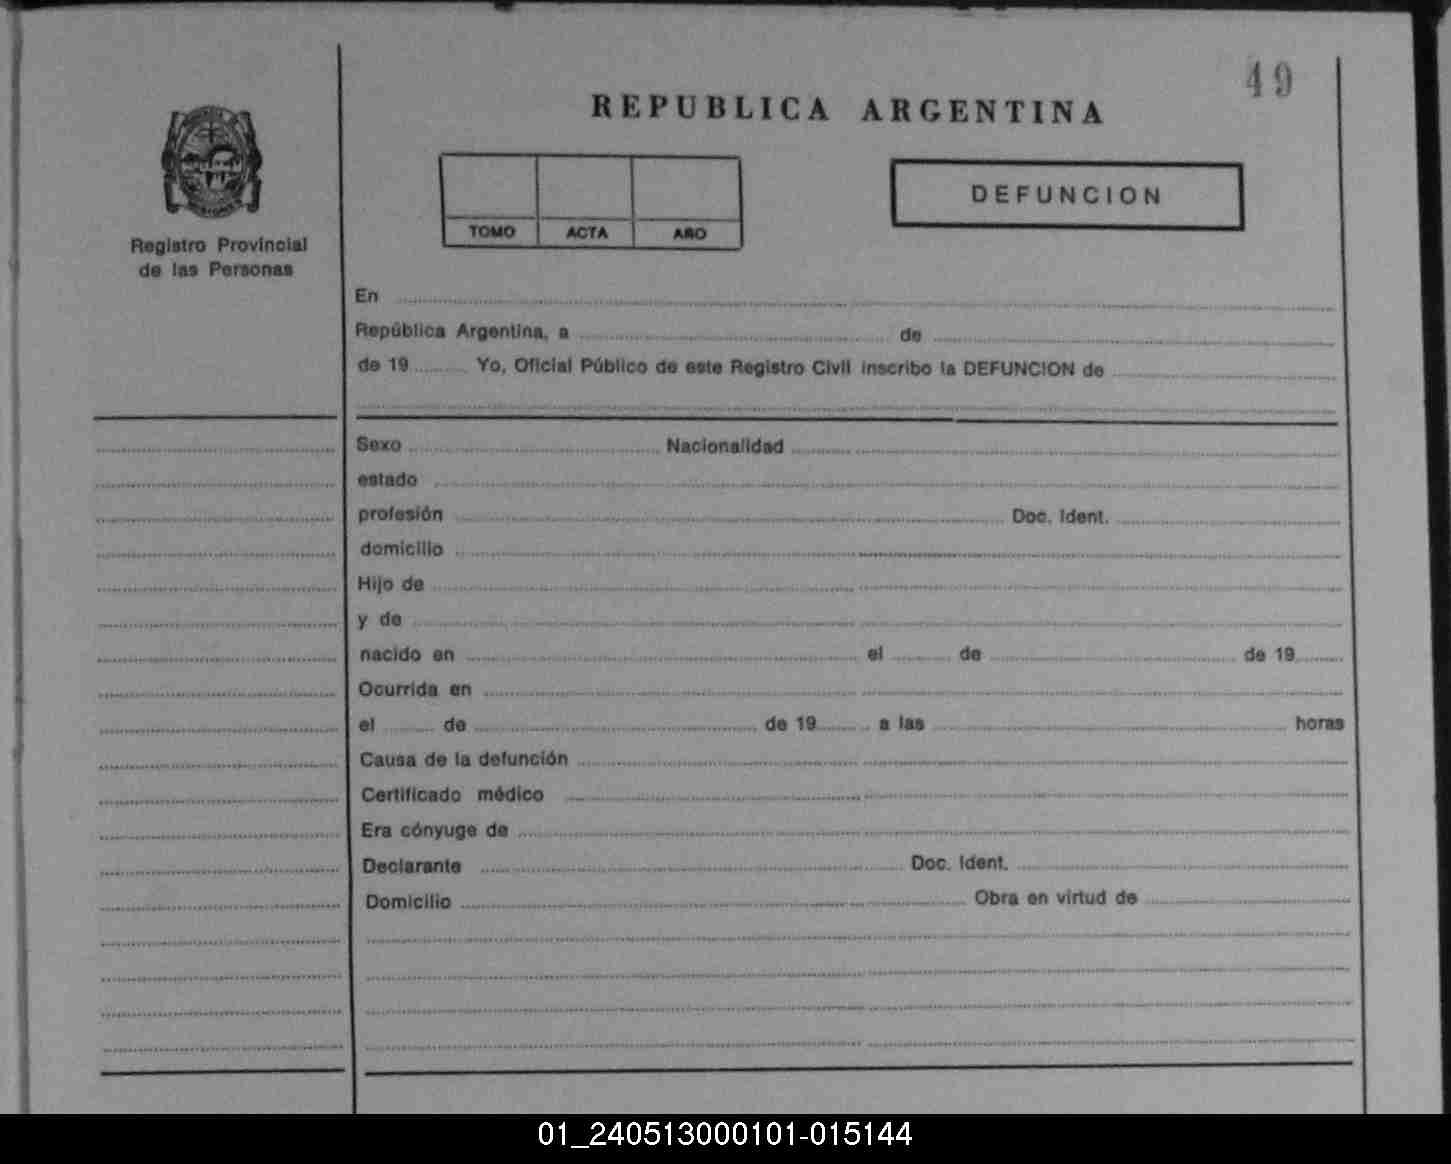 49
REPUBLICA ARGENTINA
Registro Provincial
de las Personas
TOMO ACTA AÑO
DEFUNCION
En
República Argentina, a de
de 19 Yo, Oficial Público de este Registro Civil inscribo la DEFUNCION de
Sexo Nacionalidad
estado
profesión Doc. Ident.
domicilio
Hijo de
y de
nacido en el de de 19
Ocurrida en
el de de 19 a las horas
Causa de la defunción
Certificado médico
Era cónyuge de
Declarante Doc. Ident.
Domicilio Obra en virtud de
01_240513000101-015144